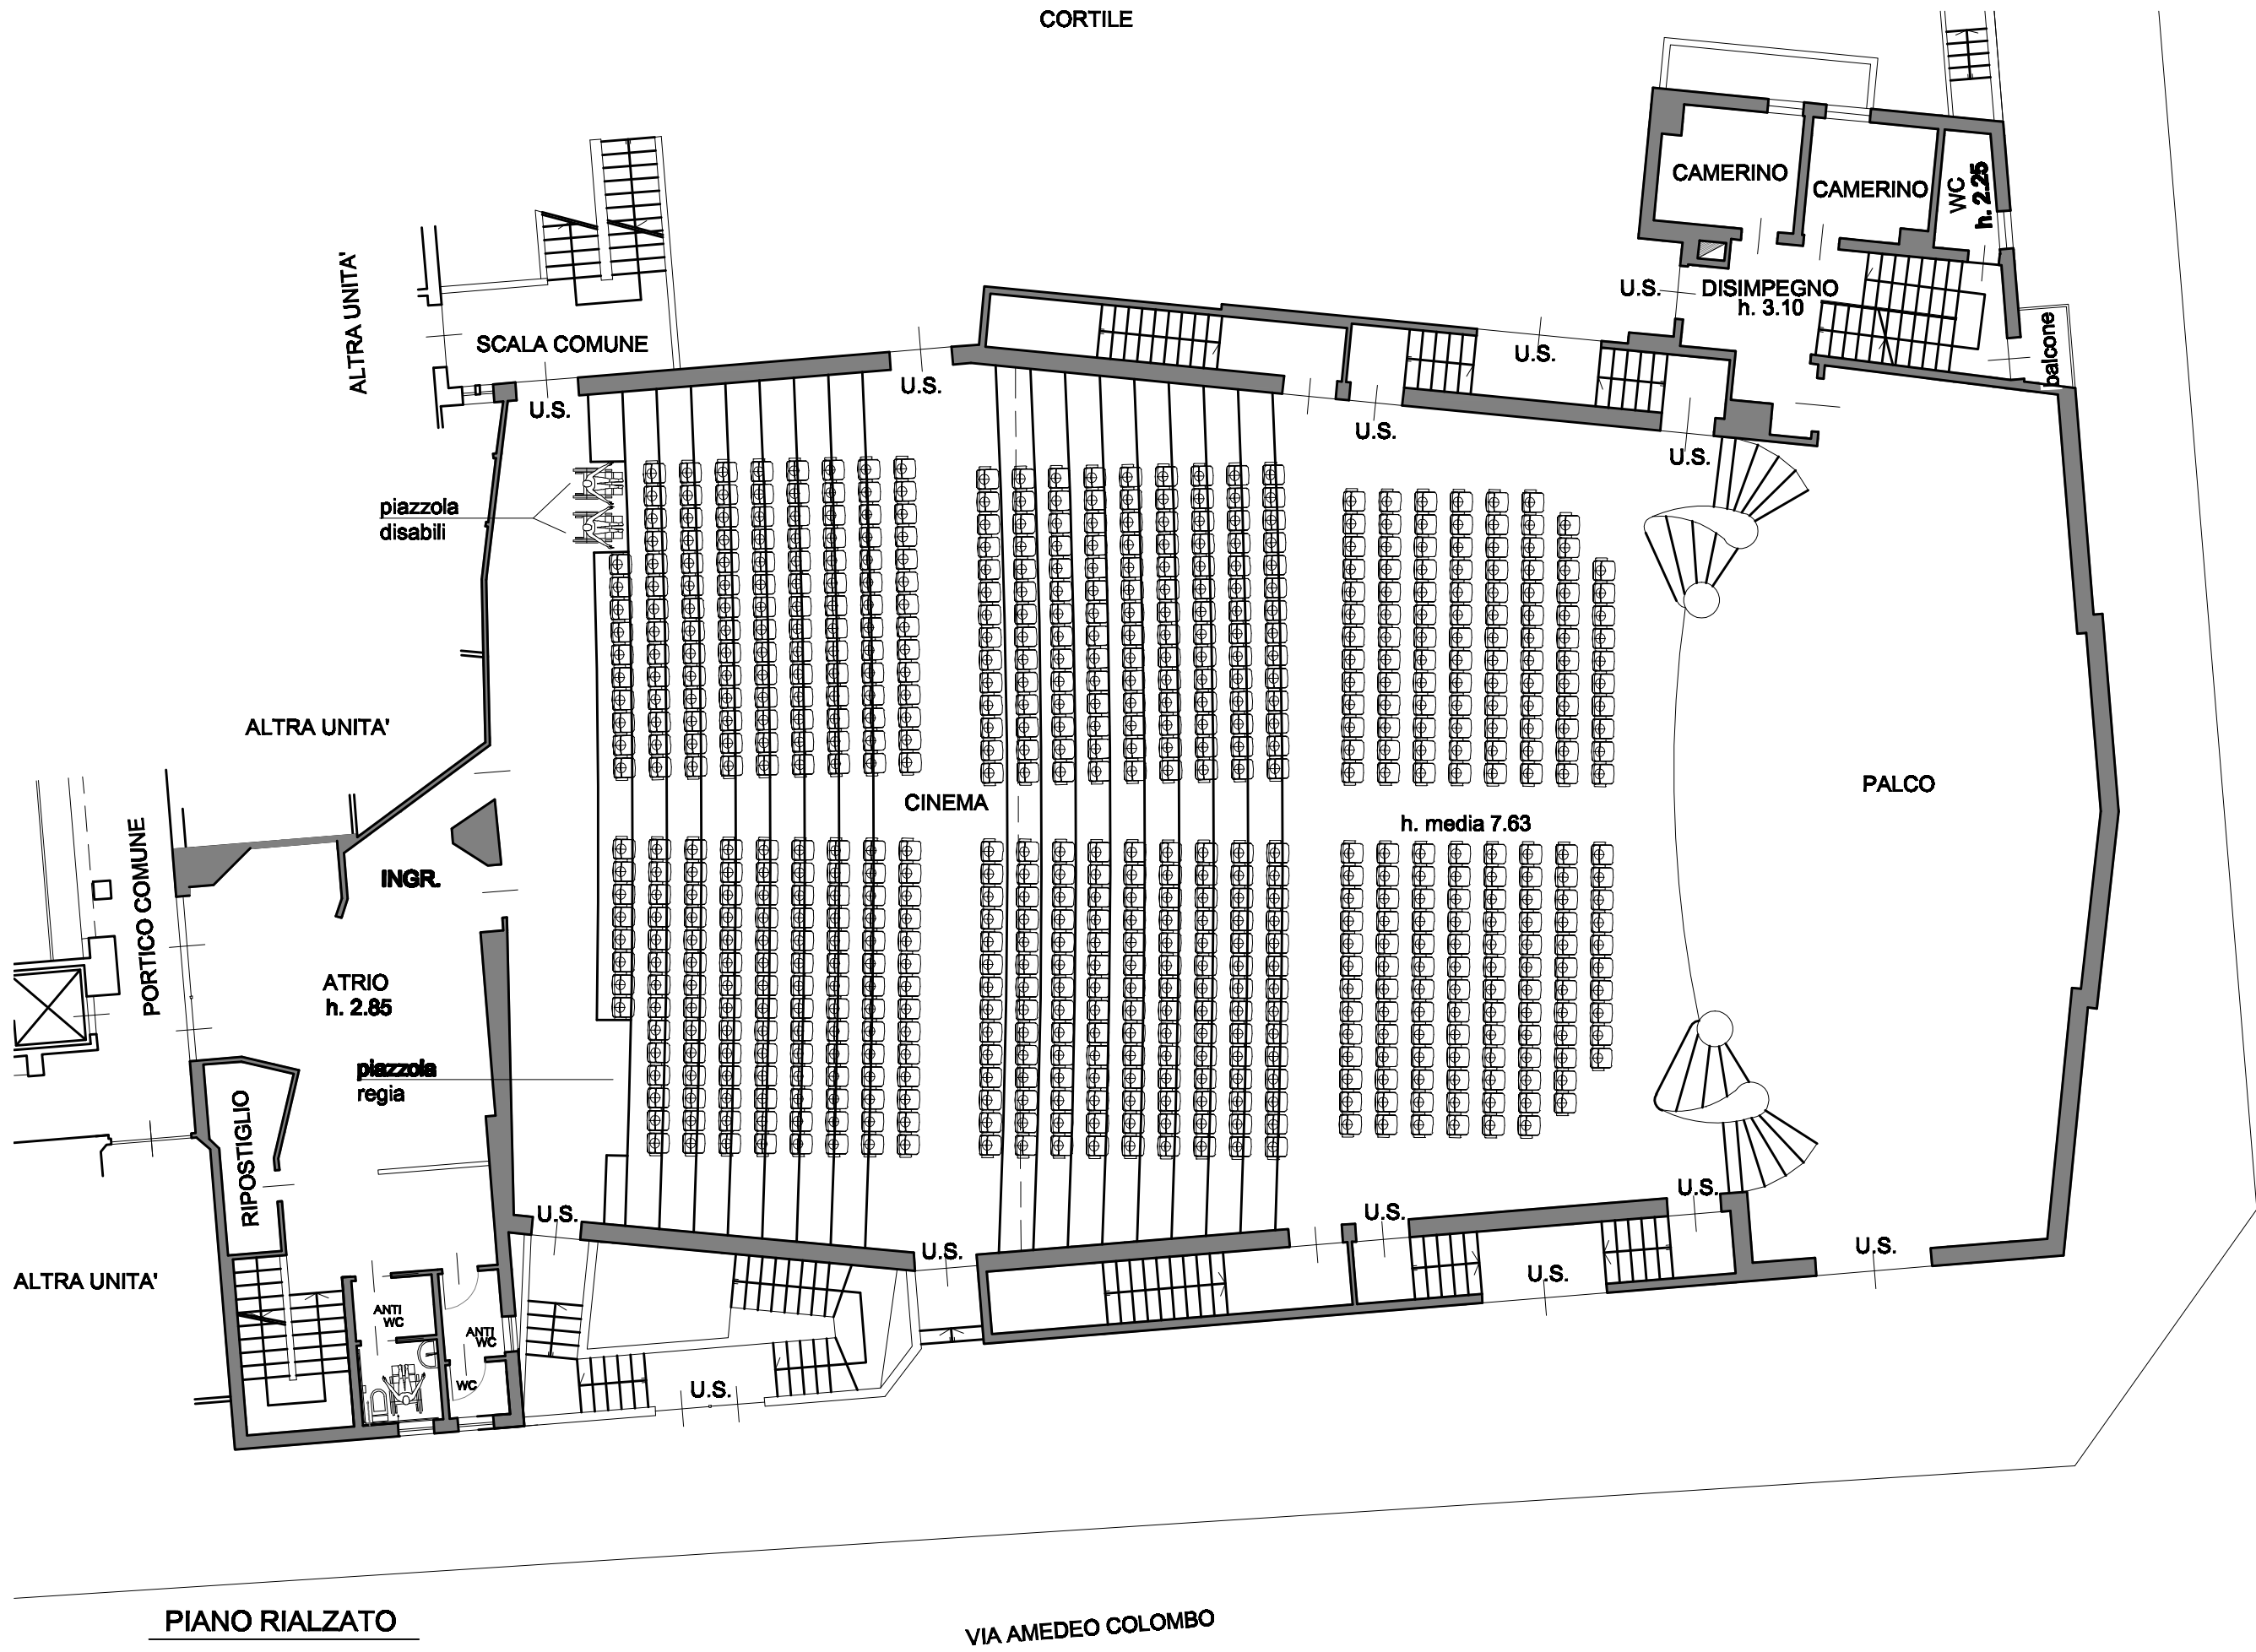 CORTILE
CAMERINO
CAMERINO
WC
h. 2.25
ALTRA UNITA'
SCALA COMUNE
U.S.
DISIMPEGNO
h. 3.10
balcone
U.S.
U.S.
U.S.
U.S.
U.S.
piazzola
disabili
ALTRA UNITA'
CINEMA
PALCO
h. media 7.63
PORTICO COMUNE
INGR.
ATRIO
h. 2.85
piazzola
regia
RIPOSTIGLIO
U.S.
U.S.
U.S.
U.S.
U.S.
U.S.
ALTRA UNITA'
ANTI
WC
ANTI
WC
WC
U.S.
PIANO RIALZATO
VIA AMEDEO COLOMBO